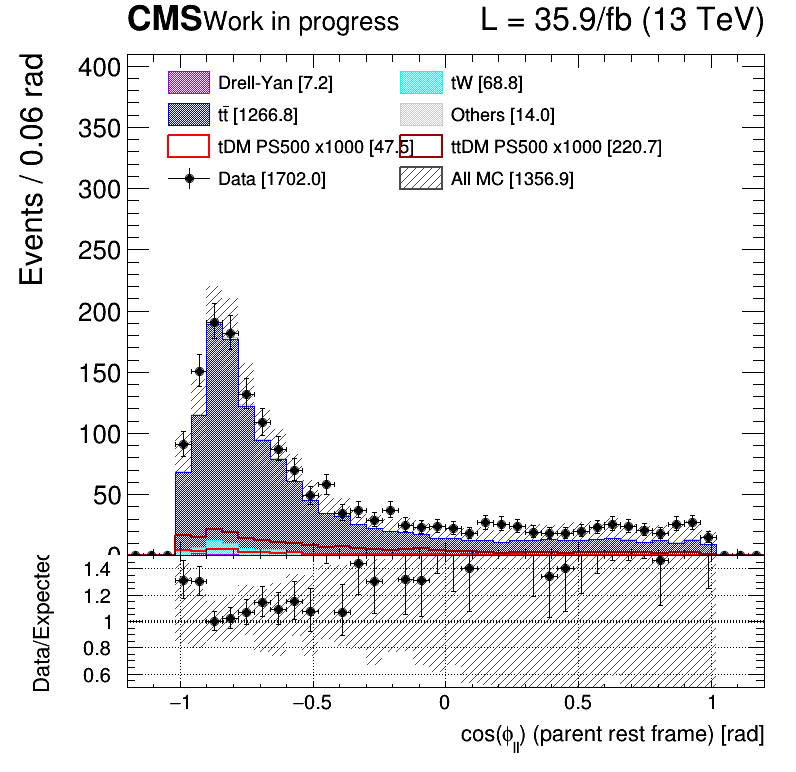 CMS Work in progress L = 35.9/fb (13 TeV)
Events / 0.06 rad
400
350
300
250
200
150
100
50
0
Drell-Yan [7.2] tW [68.8]
tt̄ [1266.8] Others [14.0]
tDM PS500 x1000 [47.5] ttDM PS500 x1000 [220.7]
Data [1702.0] All MC [1356.9]
Data/Expected
1.4
1.2
1
0.8
0.6
−1 −0.5 0 0.5 1
cos(ϕ_ll) (parent rest frame) [rad]